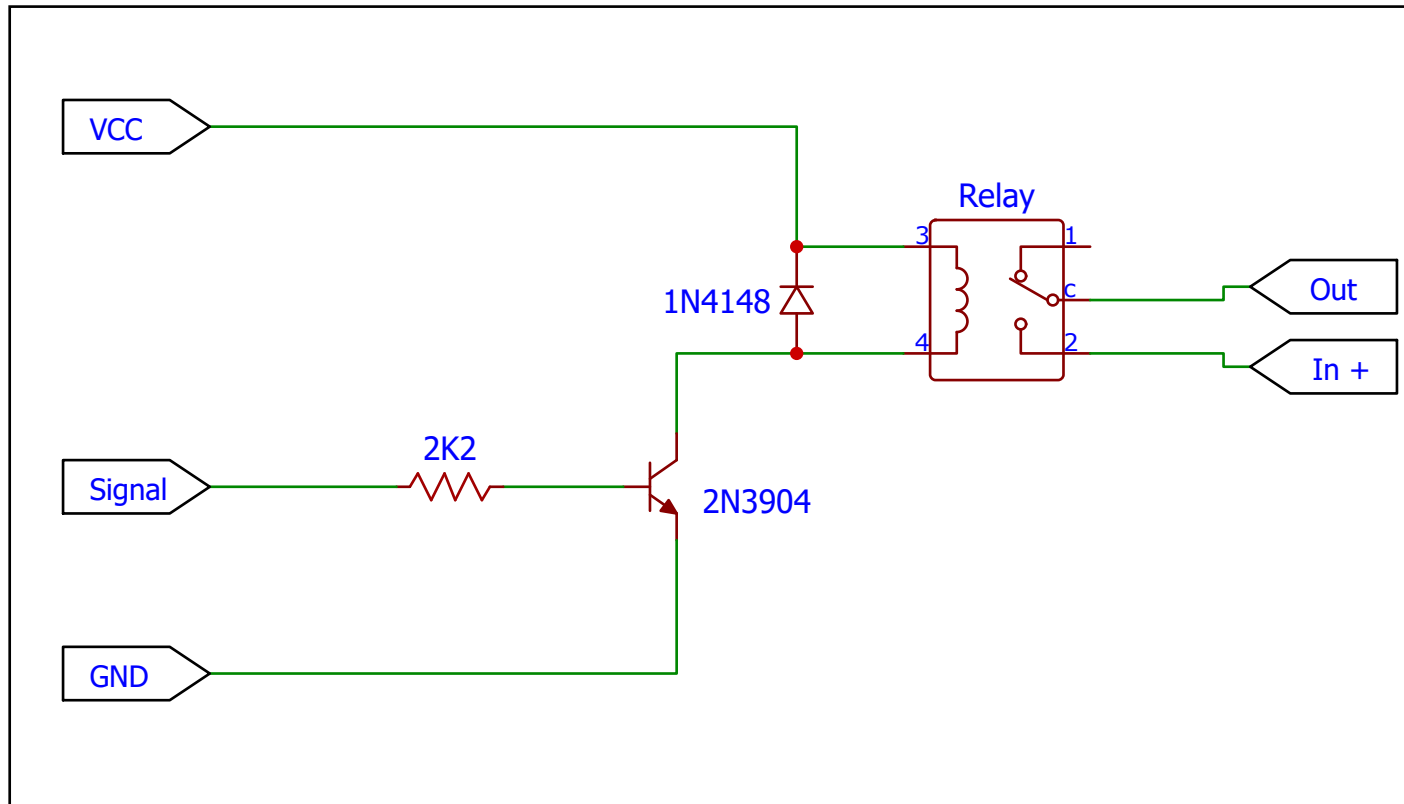 VCC
Relay
3
1
1N4148
c
Out
4
2
In +
2K2
Signal
2N3904
GND